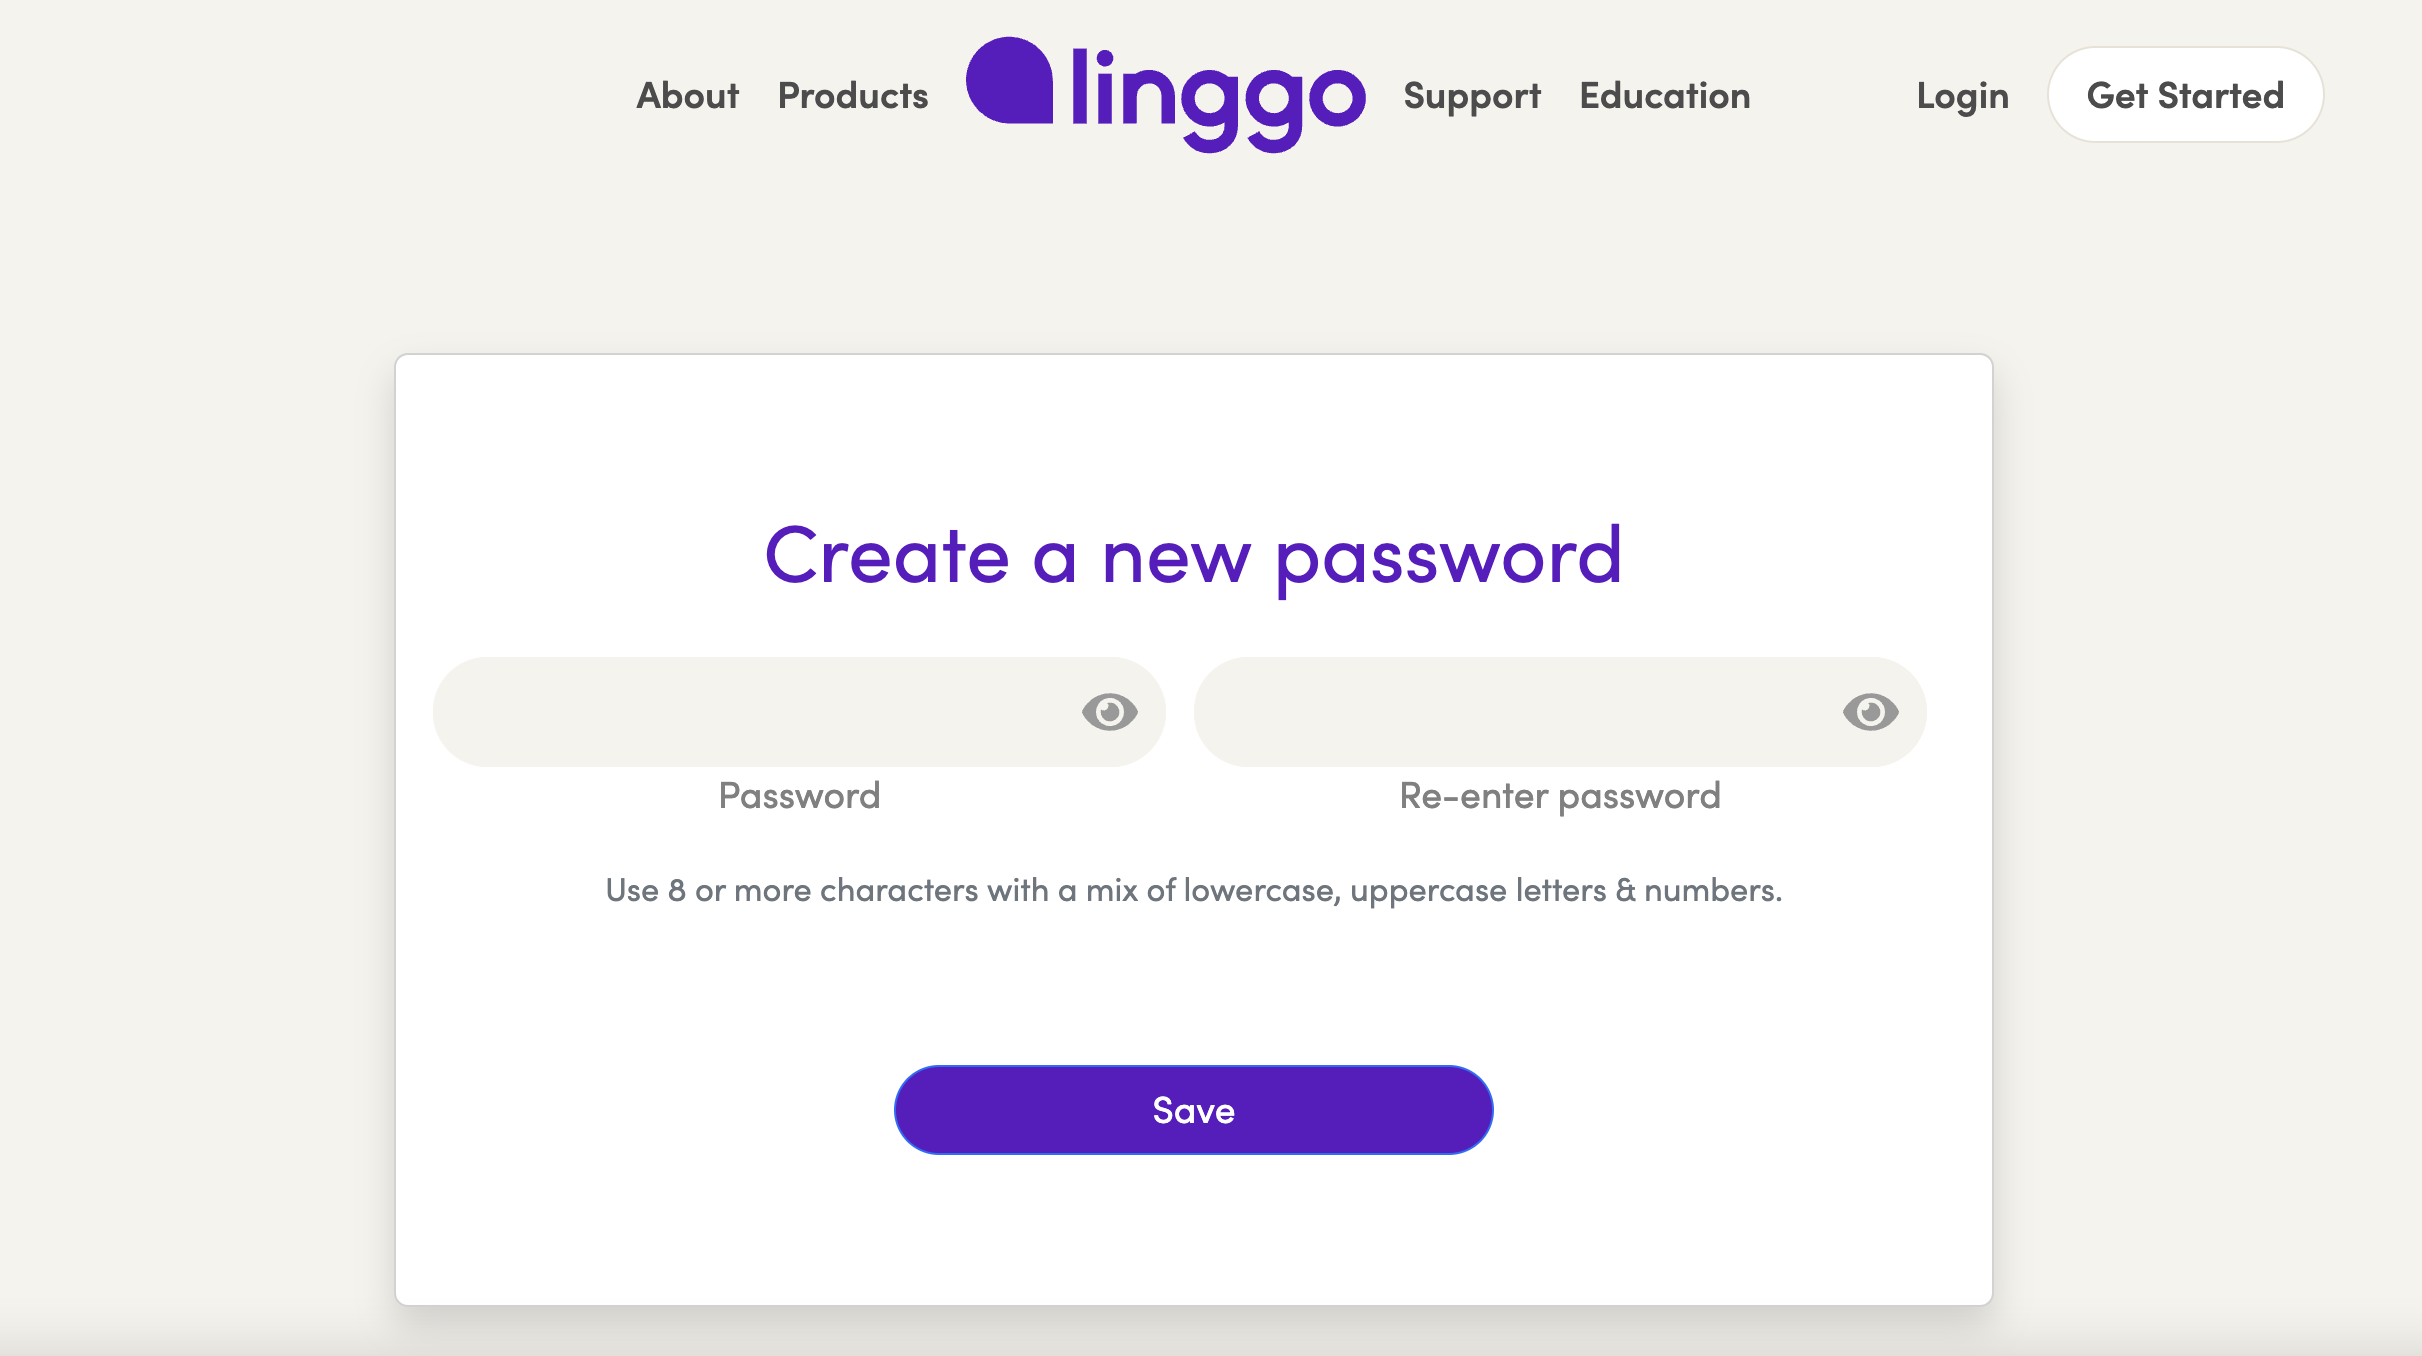 About Products linggo Support Education Login Get Started
Create a new password
Password Re-enter password
Use 8 or more characters with a mix of lowercase, uppercase letters & numbers.
Save